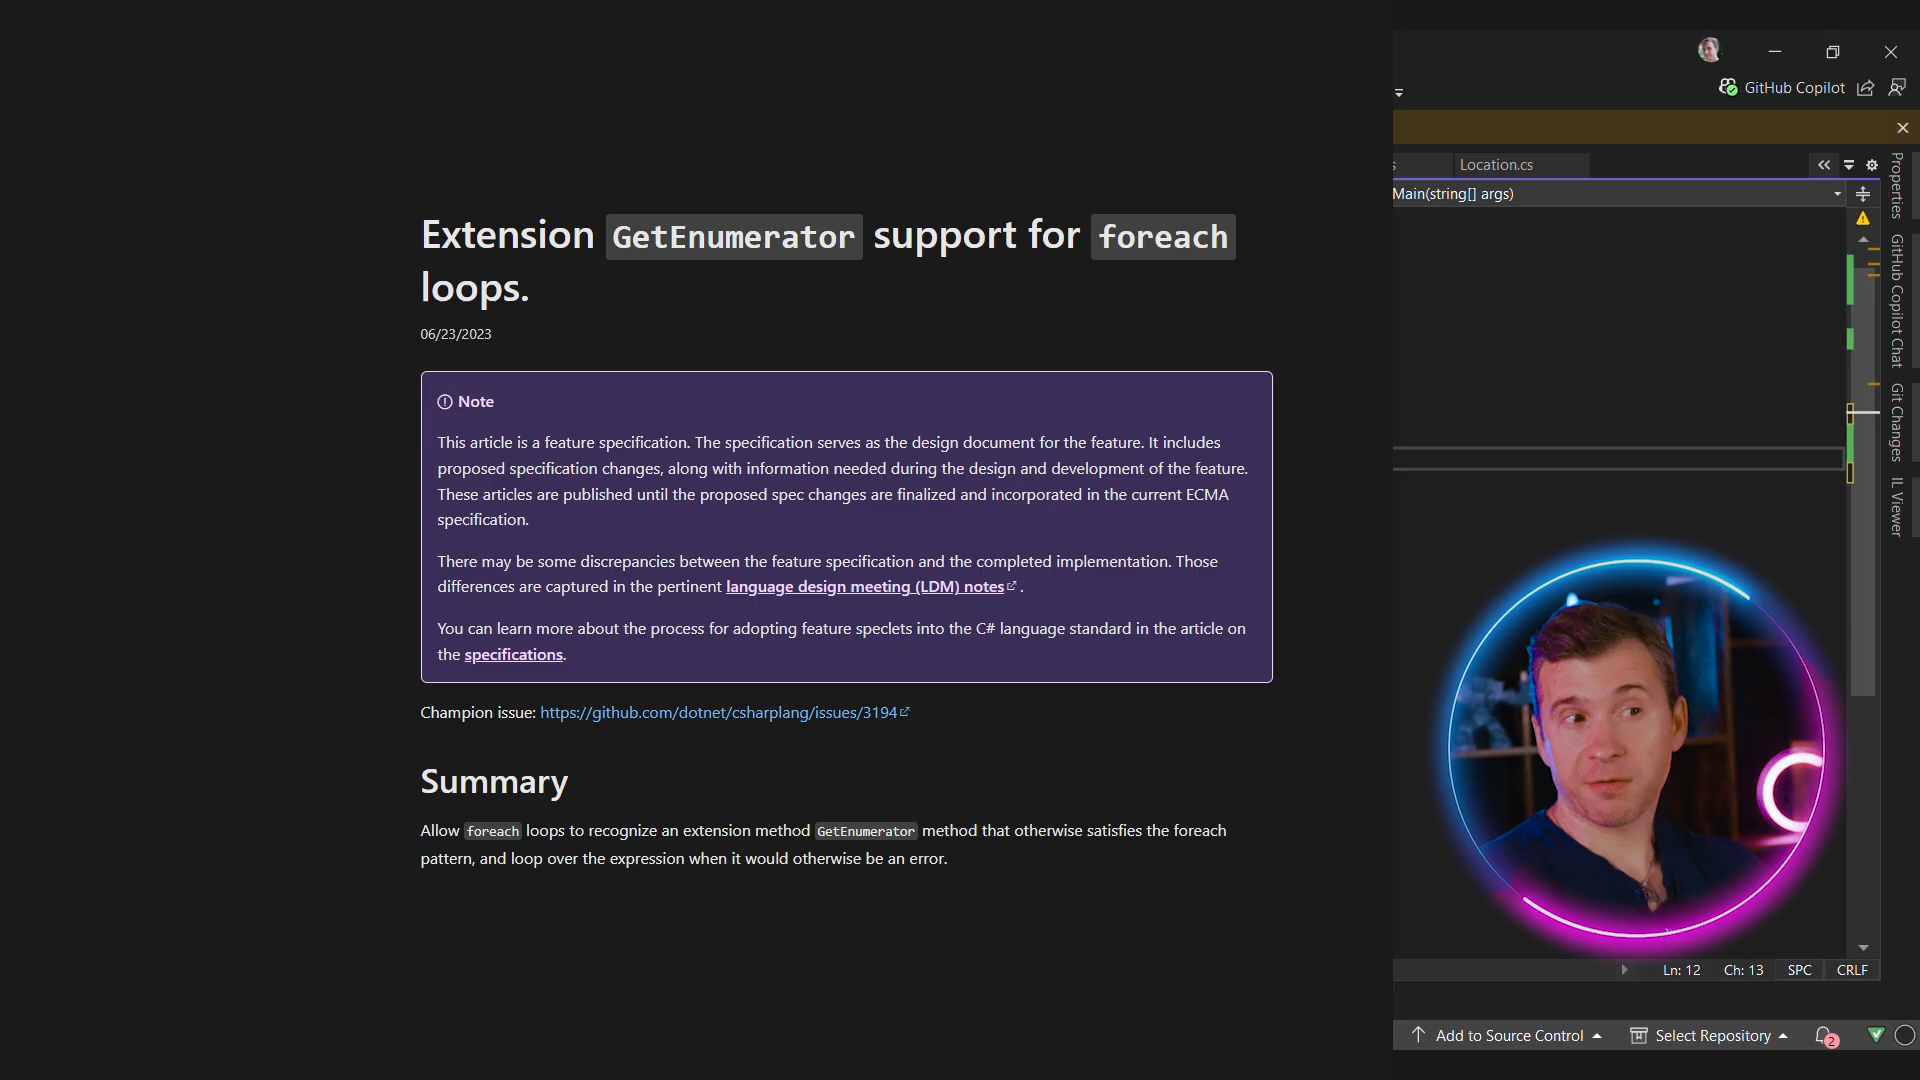 Extension GetEnumerator support for foreach
loops.
06/23/2023
Note
This article is a feature specification. The specification serves as the design document for the feature. It includes
proposed specification changes, along with information needed during the design and development of the feature.
These articles are published until the proposed spec changes are finalized and incorporated in the current ECMA
specification.
There may be some discrepancies between the feature specification and the completed implementation. Those
differences are captured in the pertinent language design meeting (LDM) notes .
You can learn more about the process for adopting feature speclets into the C# language standard in the article on
the specifications.
Champion issue: https://github.com/dotnet/csharplang/issues/3194
Summary
Allow foreach loops to recognize an extension method GetEnumerator method that otherwise satisfies the foreach
pattern, and loop over the expression when it would otherwise be an error.
GitHub Copilot
Location.cs
Main(string[] args)
Properties
GitHub Copilot Chat
Git Changes
IL Viewer
Ln: 12 Ch: 13 SPC CRLF
Add to Source Control Select Repository 2